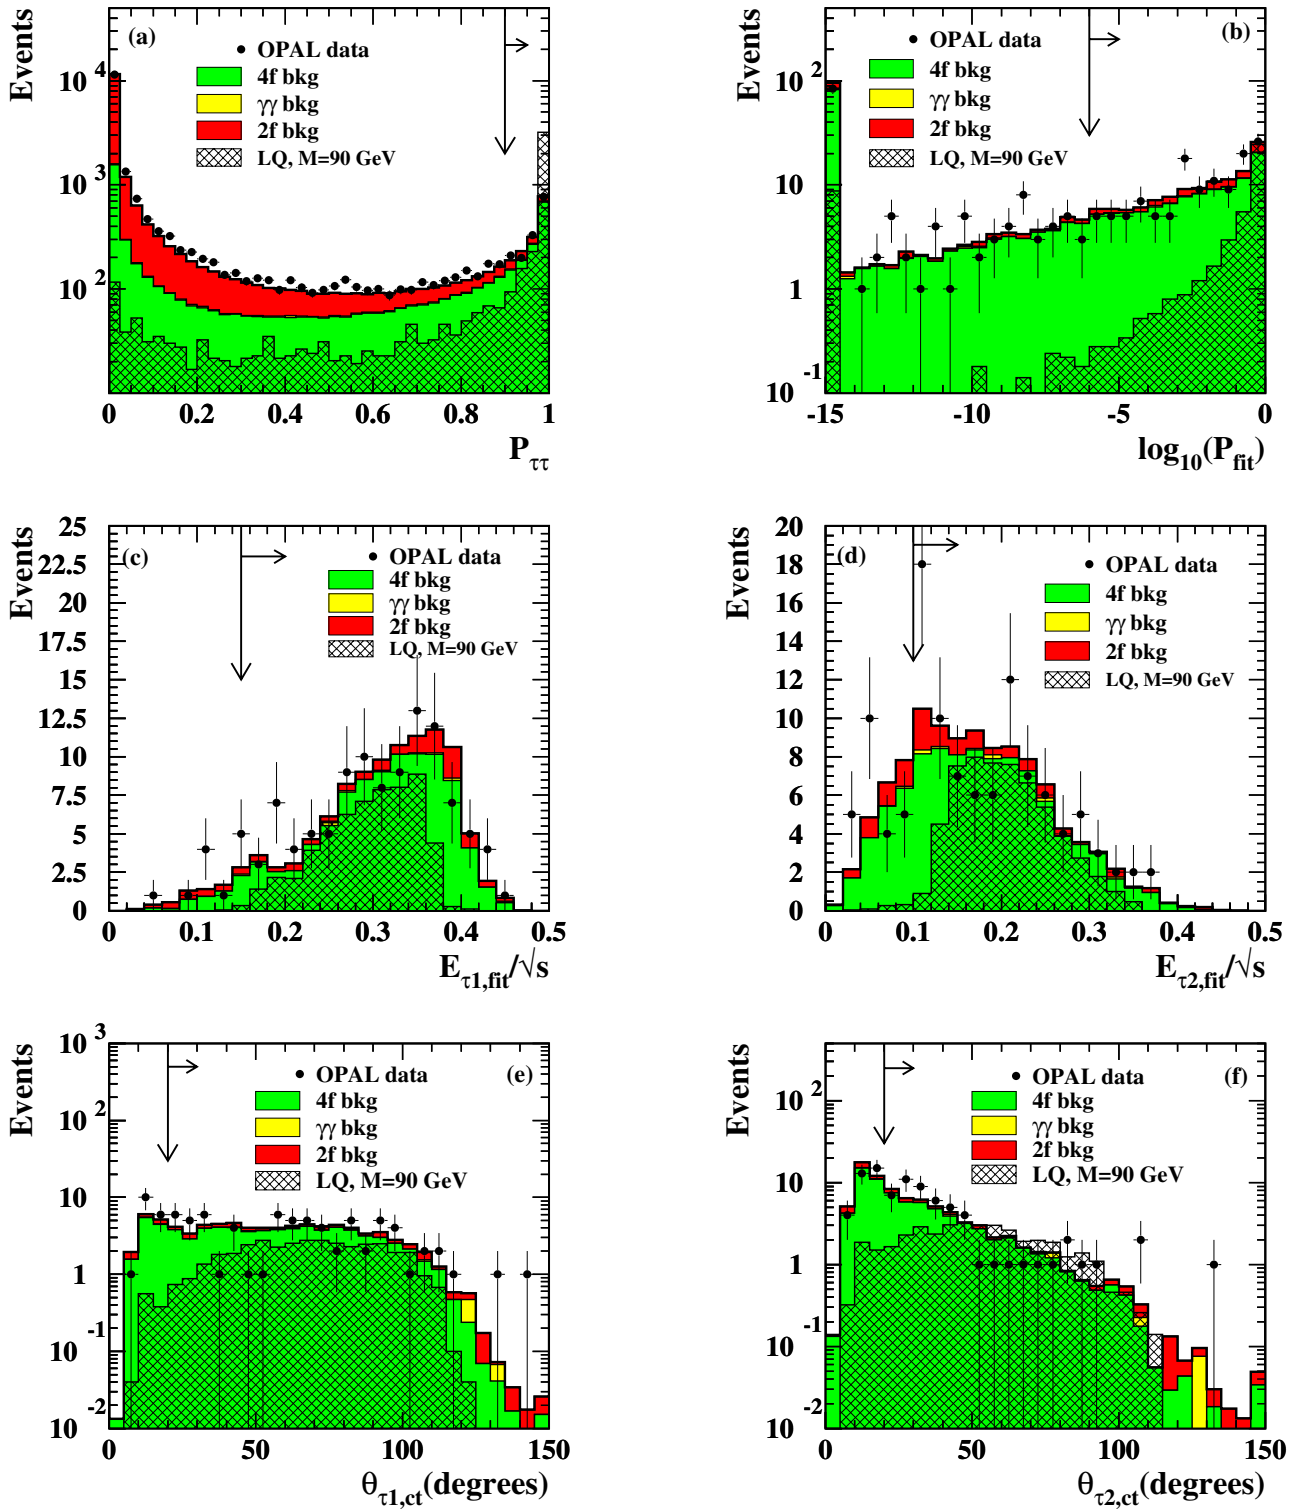 Events
(a)
OPAL data
4f bkg
γγ bkg
2f bkg
LQ, M=90 GeV
10 4
10 3
10 2
0 0.2 0.4 0.6 0.8 1
P ττ
Events
(b)
OPAL data
4f bkg
γγ bkg
2f bkg
LQ, M=90 GeV
10 2
10
1
10 -1
-15 -10 -5 0
log10(Pfit)
Events
(c)
OPAL data
4f bkg
γγ bkg
2f bkg
LQ, M=90 GeV
25
22.5
20
17.5
15
12.5
10
7.5
5
2.5
0
0 0.1 0.2 0.3 0.4 0.5
E τ1,fit/√s
Events
(d)
OPAL data
4f bkg
γγ bkg
2f bkg
LQ, M=90 GeV
20
18
16
14
12
10
8
6
4
2
0
0 0.1 0.2 0.3 0.4 0.5
E τ2,fit/√s
Events
(e)
OPAL data
4f bkg
γγ bkg
2f bkg
LQ, M=90 GeV
10 3
10 2
10
1
10 -1
10 -2
0 50 100 150
θ τ1,ct(degrees)
Events
(f)
OPAL data
4f bkg
γγ bkg
2f bkg
LQ, M=90 GeV
10 2
10
1
10 -1
10 -2
0 50 100 150
θ τ2,ct(degrees)